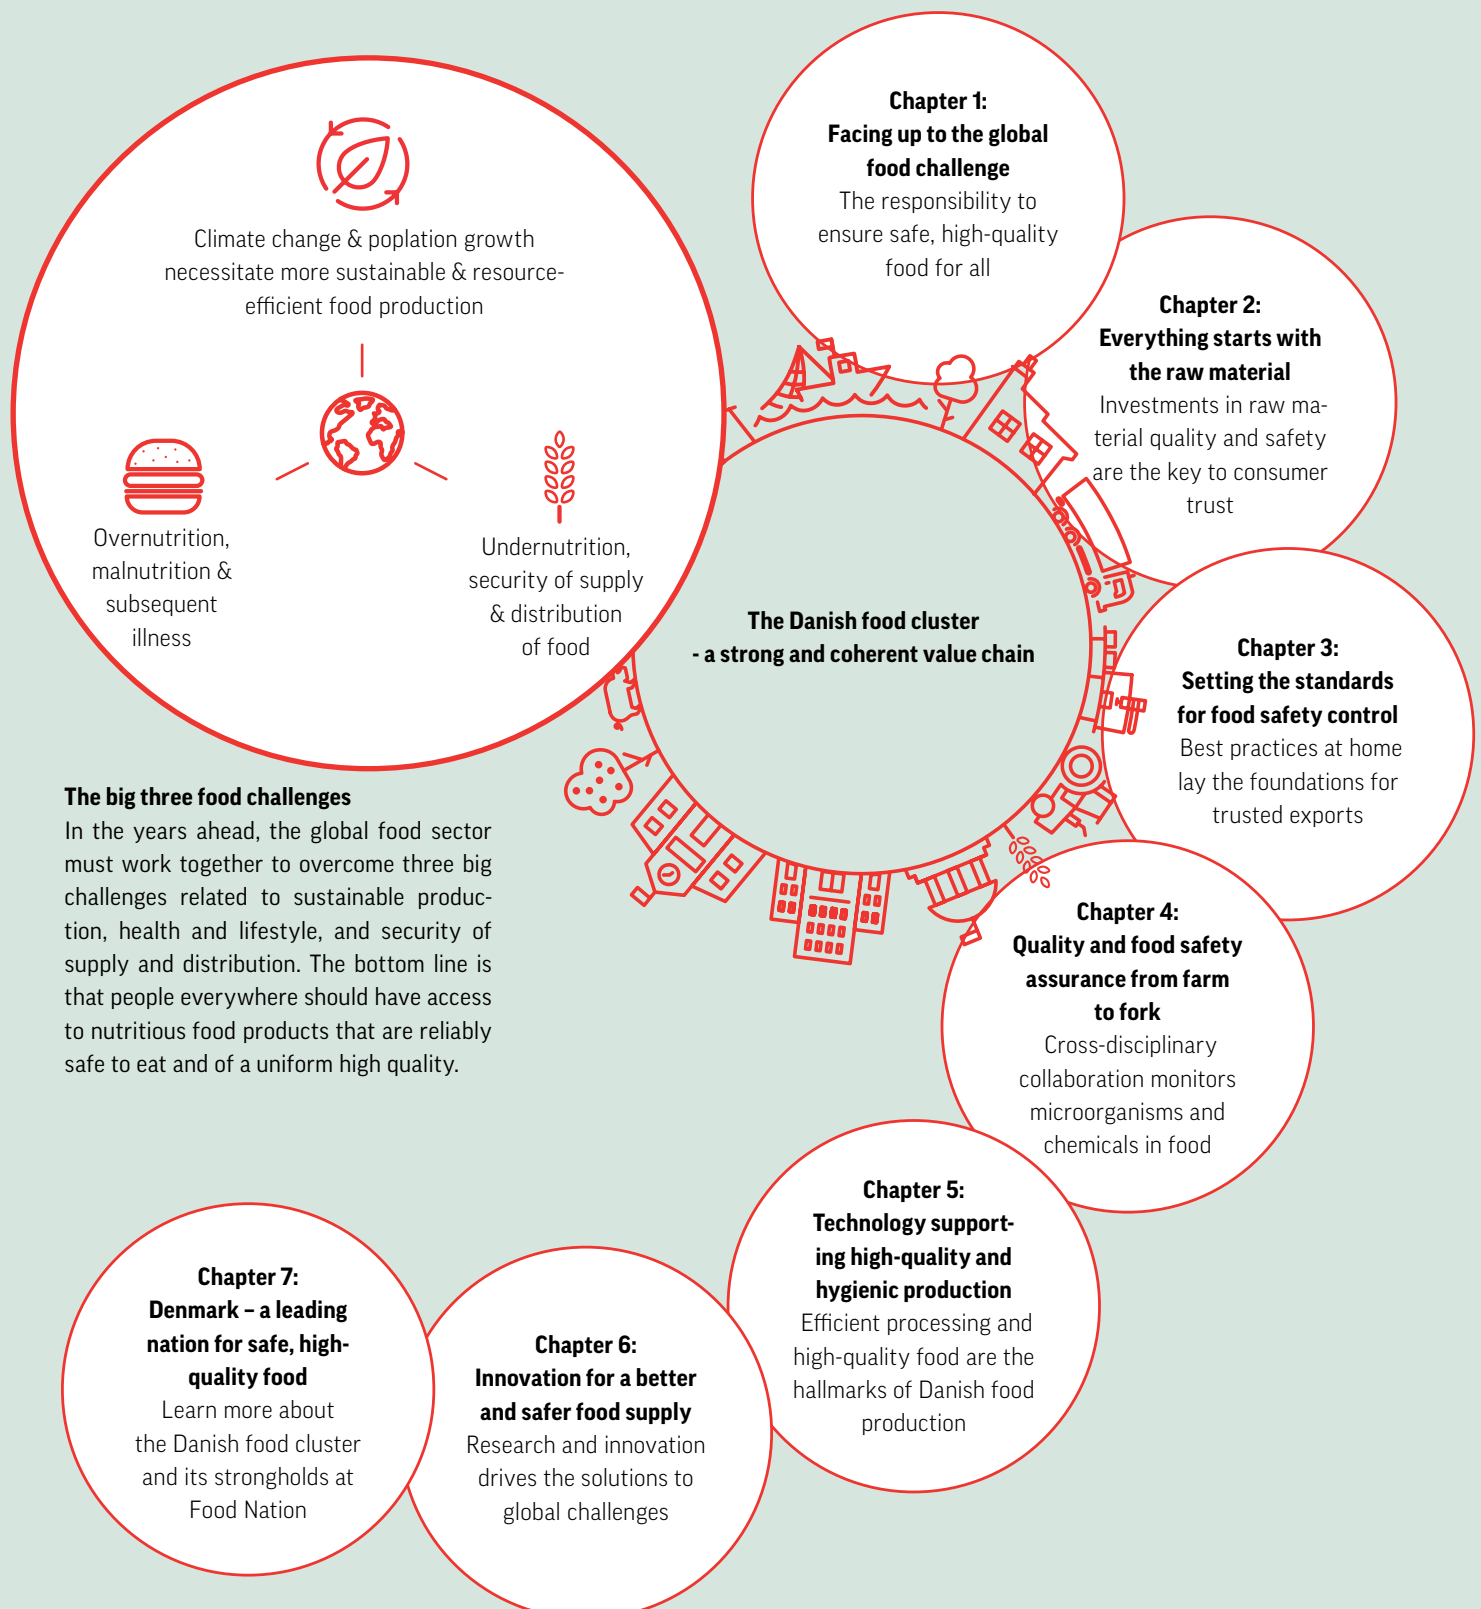 Climate change & poplation growth
necessitate more sustainable & resource-
efficient food production
Overnutrition,
malnutrition &
subsequent
illness
Undernutrition,
security of supply
& distribution
of food
The big three food challenges
In the years ahead, the global food sector
must work together to overcome three big
challenges related to sustainable produc-
tion, health and lifestyle, and security of
supply and distribution. The bottom line is
that people everywhere should have access
to nutritious food products that are reliably
safe to eat and of a uniform high quality.
The Danish food cluster
- a strong and coherent value chain
Chapter 1:
Facing up to the global
food challenge
The responsibility to
ensure safe, high-quality
food for all
Chapter 2:
Everything starts with
the raw material
Investments in raw ma-
terial quality and safety
are the key to consumer
trust
Chapter 3:
Setting the standards
for food safety control
Best practices at home
lay the foundations for
trusted exports
Chapter 4:
Quality and food safety
assurance from farm
to fork
Cross-disciplinary
collaboration monitors
microorganisms and
chemicals in food
Chapter 5:
Technology support-
ing high-quality and
hygienic production
Efficient processing and
high-quality food are the
hallmarks of Danish food
production
Chapter 6:
Innovation for a better
and safer food supply
Research and innovation
drives the solutions to
global challenges
Chapter 7:
Denmark – a leading
nation for safe, high-
quality food
Learn more about
the Danish food cluster
and its strongholds at
Food Nation